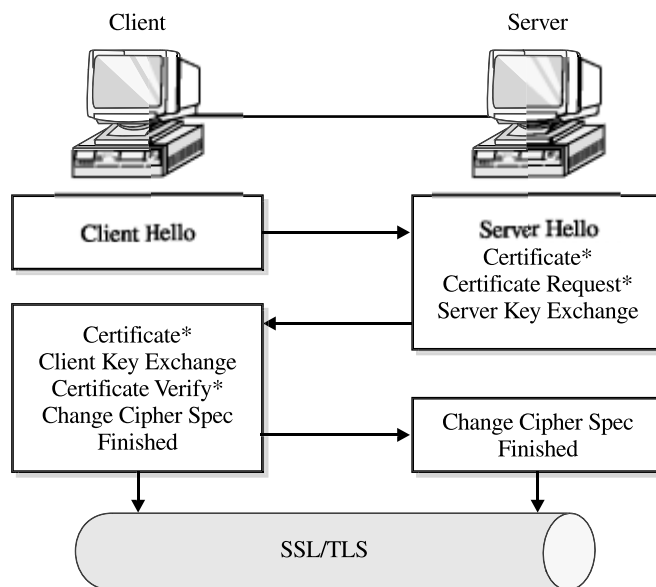 Client
Server
Client Hello
Server Hello
Certificate*
Certificate Request*
Server Key Exchange
Certificate*
Client Key Exchange
Certificate Verify*
Change Cipher Spec
Finished
Change Cipher Spec
Finished
SSL/TLS